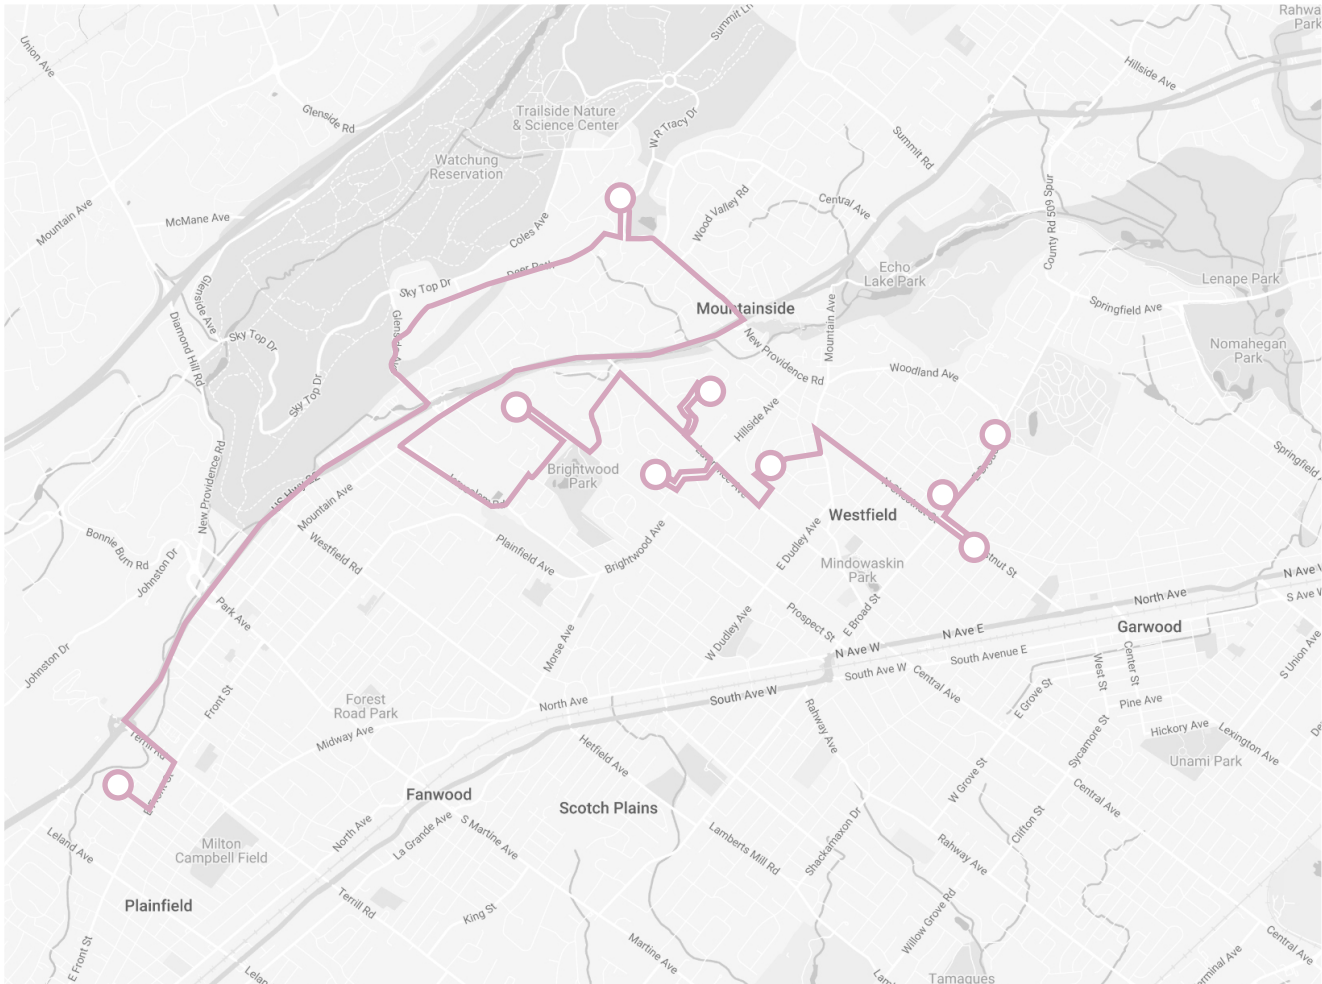 Rahwa
Park
Summit Ln
Union Ave
Hillside Ave
Glenside Rd
Trailside Nature
& Science Center
W R Tracy Dr
Summit Rd
Watchung
Reservation
County Rd 509 Spur
Mountain Ave
McMane Ave
Wood Valley Rd
Central Ave
Coles Ave
Echo
Lake Park
Lenape Park
Sky Top Dr
Glenside Ave
Mountainside
Springfield Ave
Diamond Hill Rd
Sky Top Dr
Mountain Ave
New Providence Rd
Nomahegan
Park
Woodland Ave
Sky Top Dr
Hillside Ave
New Providence Rd
Springfield
Brightwood
Park
Mountain Ave
Westfield
Bonnie Burn Rd
Johnston Dr
Westfield Rd
Plainfield Ave
Brightwood Ave
E Dudley Ave
Mindowaskin
Park
Park Ave
North Ave
N Ave
S Ave
Prospect St
E Broad St
W Dudley Ave
N Ave E
Garwood
Morse Ave
N Ave W
South Avenue E
Johnston Dr
South Ave W
Central Ave
West St
Center St
S Union Ave
Front St
Forest
Road Park
North Ave
South Ave W
E Grove St
Pine Ave
Midway Ave
Rahway Ave
Hickory Ave
Lexington Ave
Terrill Rd
Hetfield Ave
Sycamore St
Unami Park
Fanwood
Scotch Plains
W Grove St
Central Ave
Leland Ave
Milton
Campbell Field
North Ave
La Grande Ave
S Martine Ave
Lamberts Mill Rd
Shackamaxon Dr
Clifton St
Rahway Ave
Plainfield
Terrill Rd
King St
Willow Grove Rd
E Front St
Martine Ave
Central Ave
Tamaques